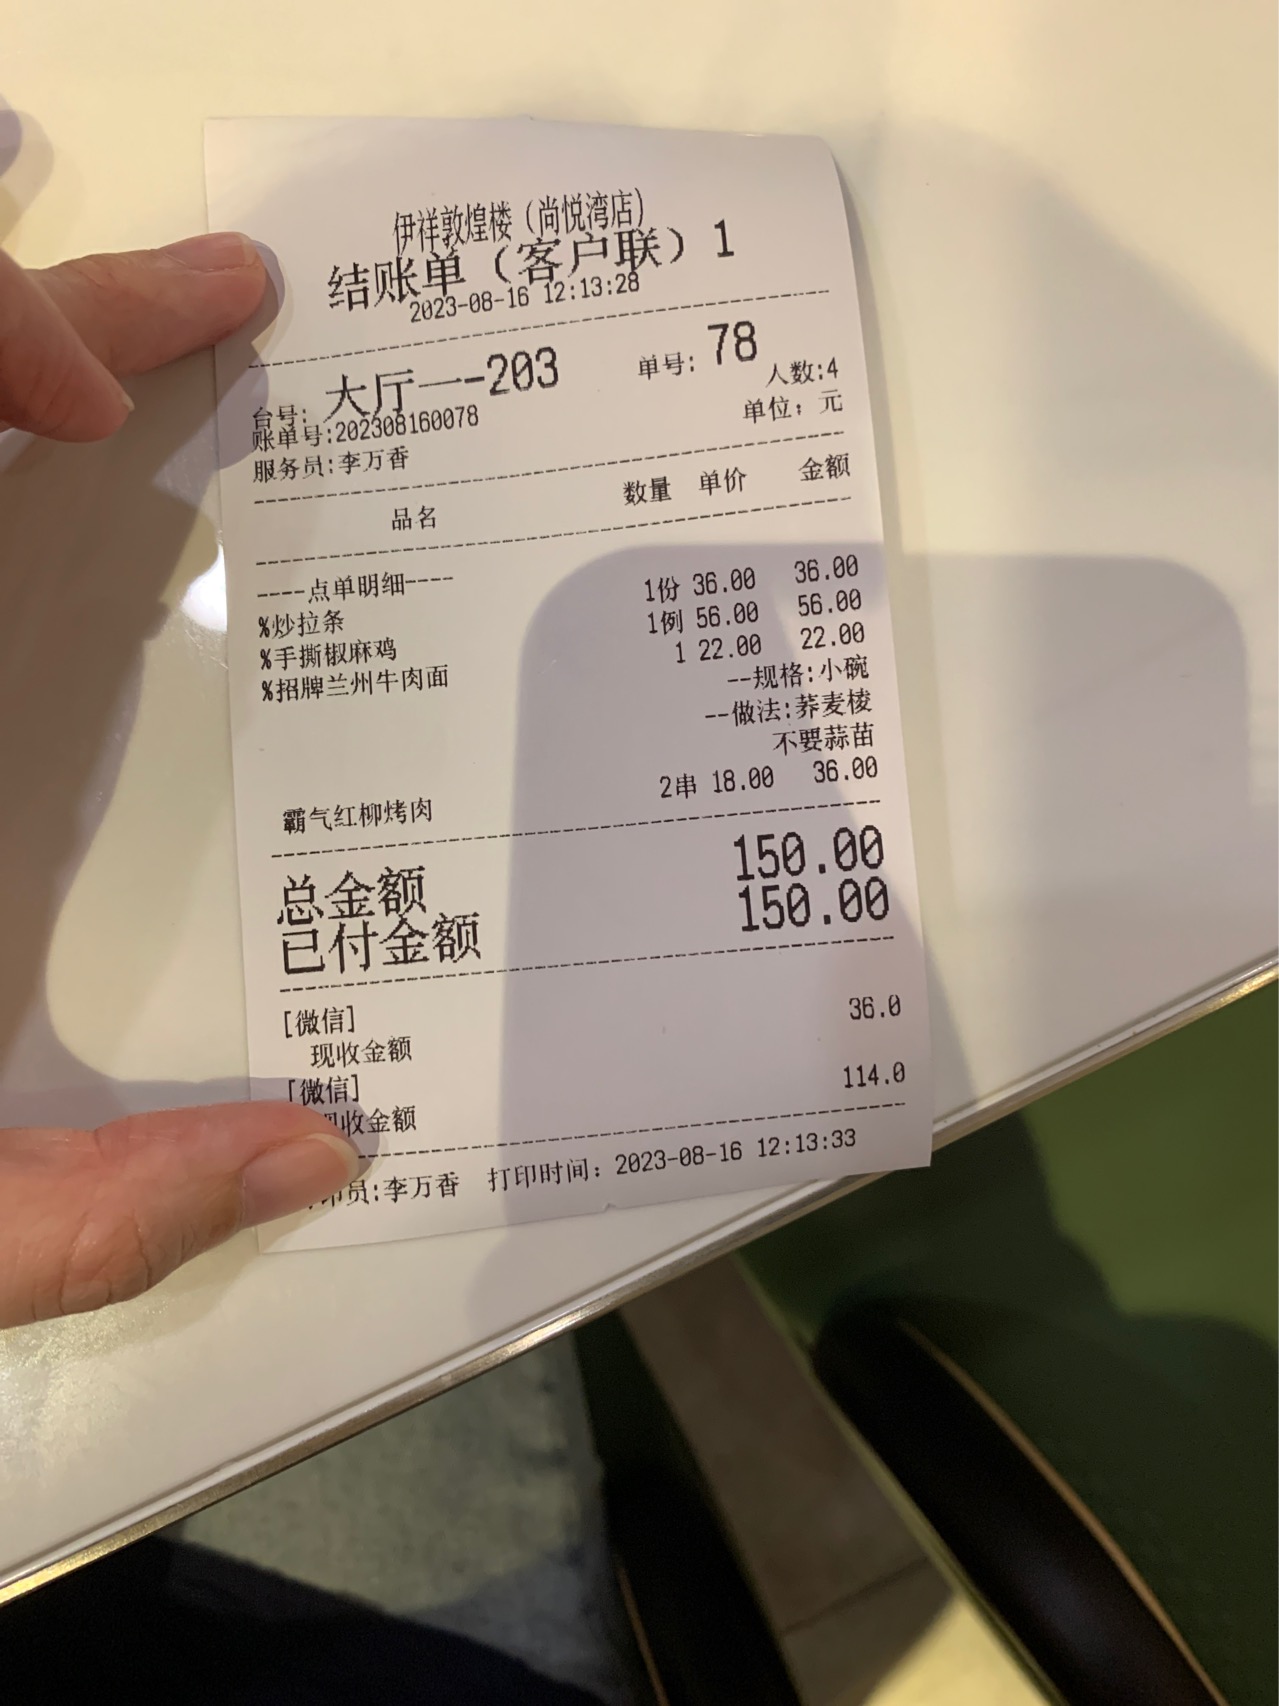 伊祥敦煌楼（尚悦湾店）
结账单（客户联）1
2023-08-16 12:13:28
台号: 大厅一-203 单号: 78
账单号:202308160078 人数:4
服务员:李万香 单位: 元
品名 数量 单价 金额
----点单明细----
%炒拉条 1份 36.00 36.00
%手撕椒麻鸡 1例 56.00 56.00
%招牌兰州牛肉面 1 22.00 22.00
--规格:小碗
--做法:荞麦棱
不要蒜苗
霸气红柳烤肉 2串 18.00 36.00
总金额 150.00
已付金额 150.00
[微信] 36.0
现收金额
[微信] 114.0
现收金额
印员:李万香 打印时间: 2023-08-16 12:13:33